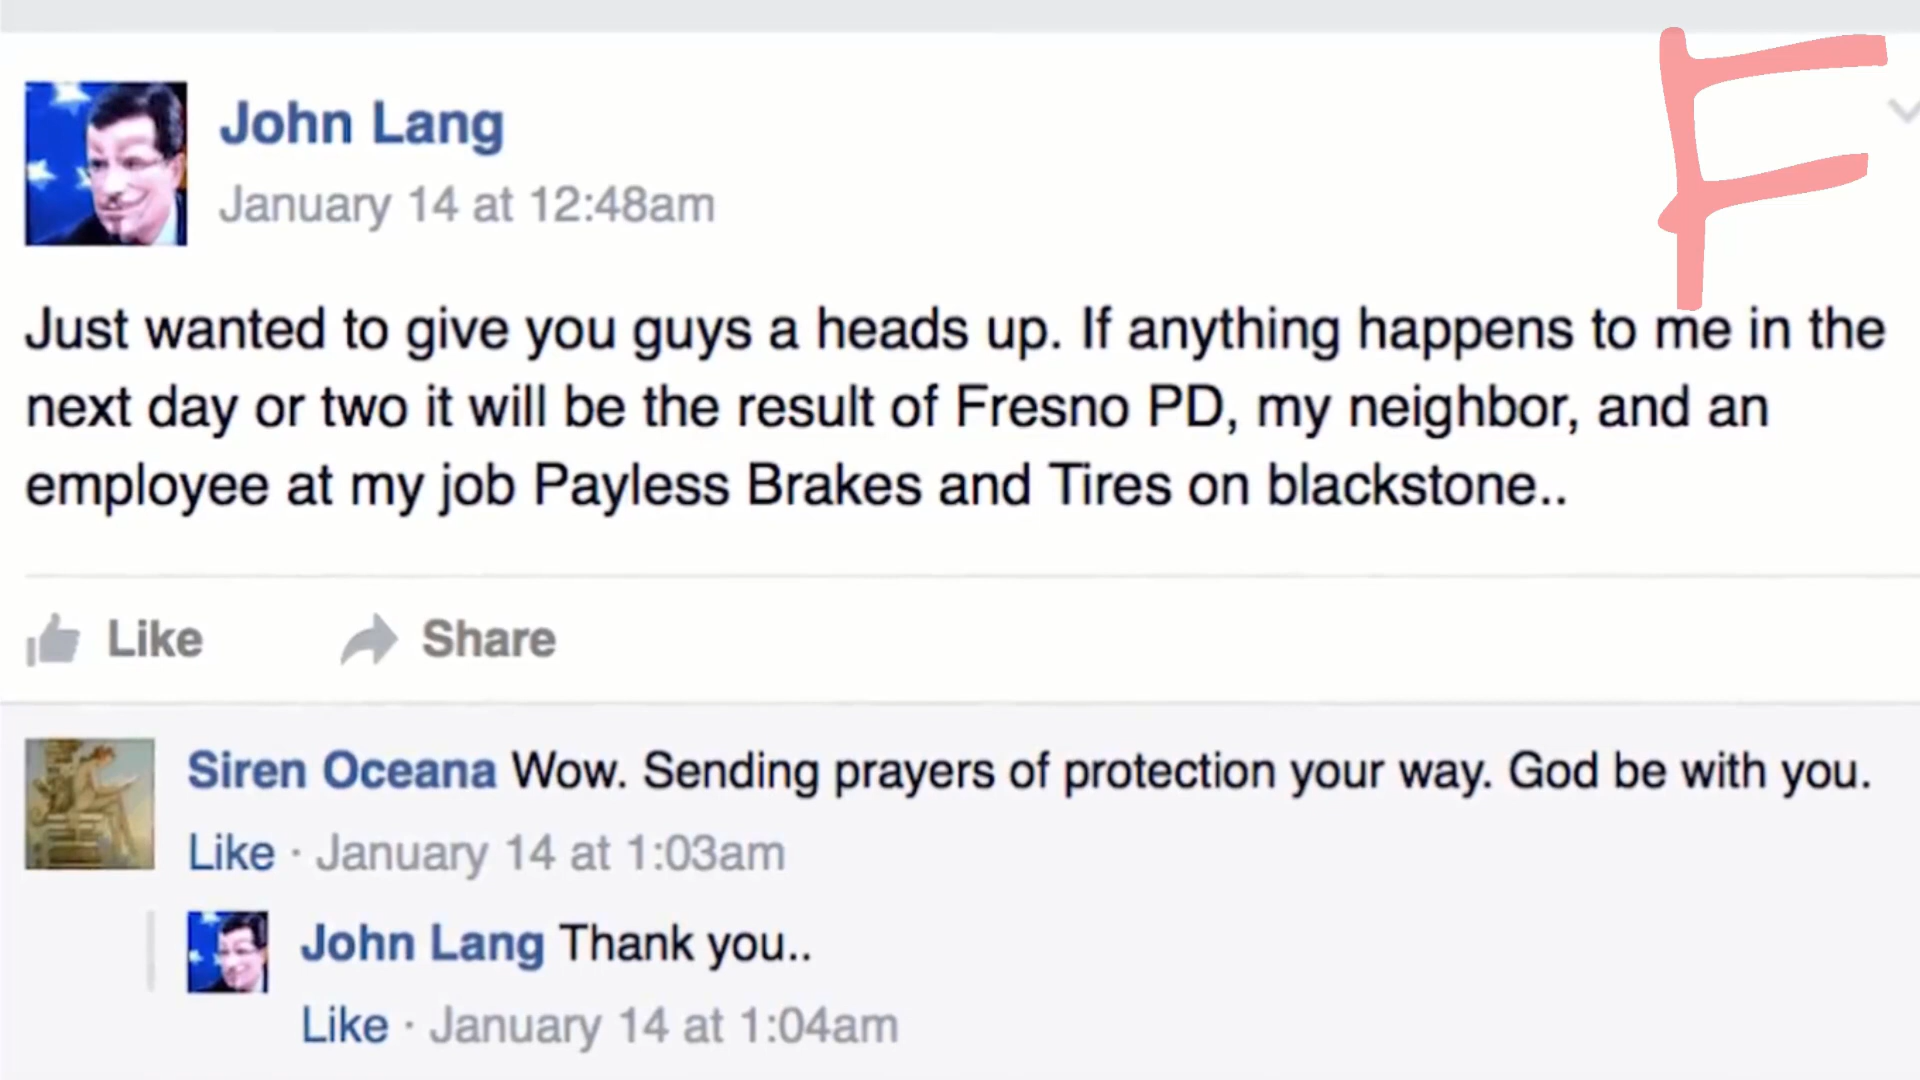 F
John Lang
January 14 at 12:48am
Just wanted to give you guys a heads up. If anything happens to me in the
next day or two it will be the result of Fresno PD, my neighbor, and an
employee at my job Payless Brakes and Tires on blackstone..
Like Share
Siren Oceana Wow. Sending prayers of protection your way. God be with you.
Like · January 14 at 1:03am
John Lang Thank you..
Like · January 14 at 1:04am